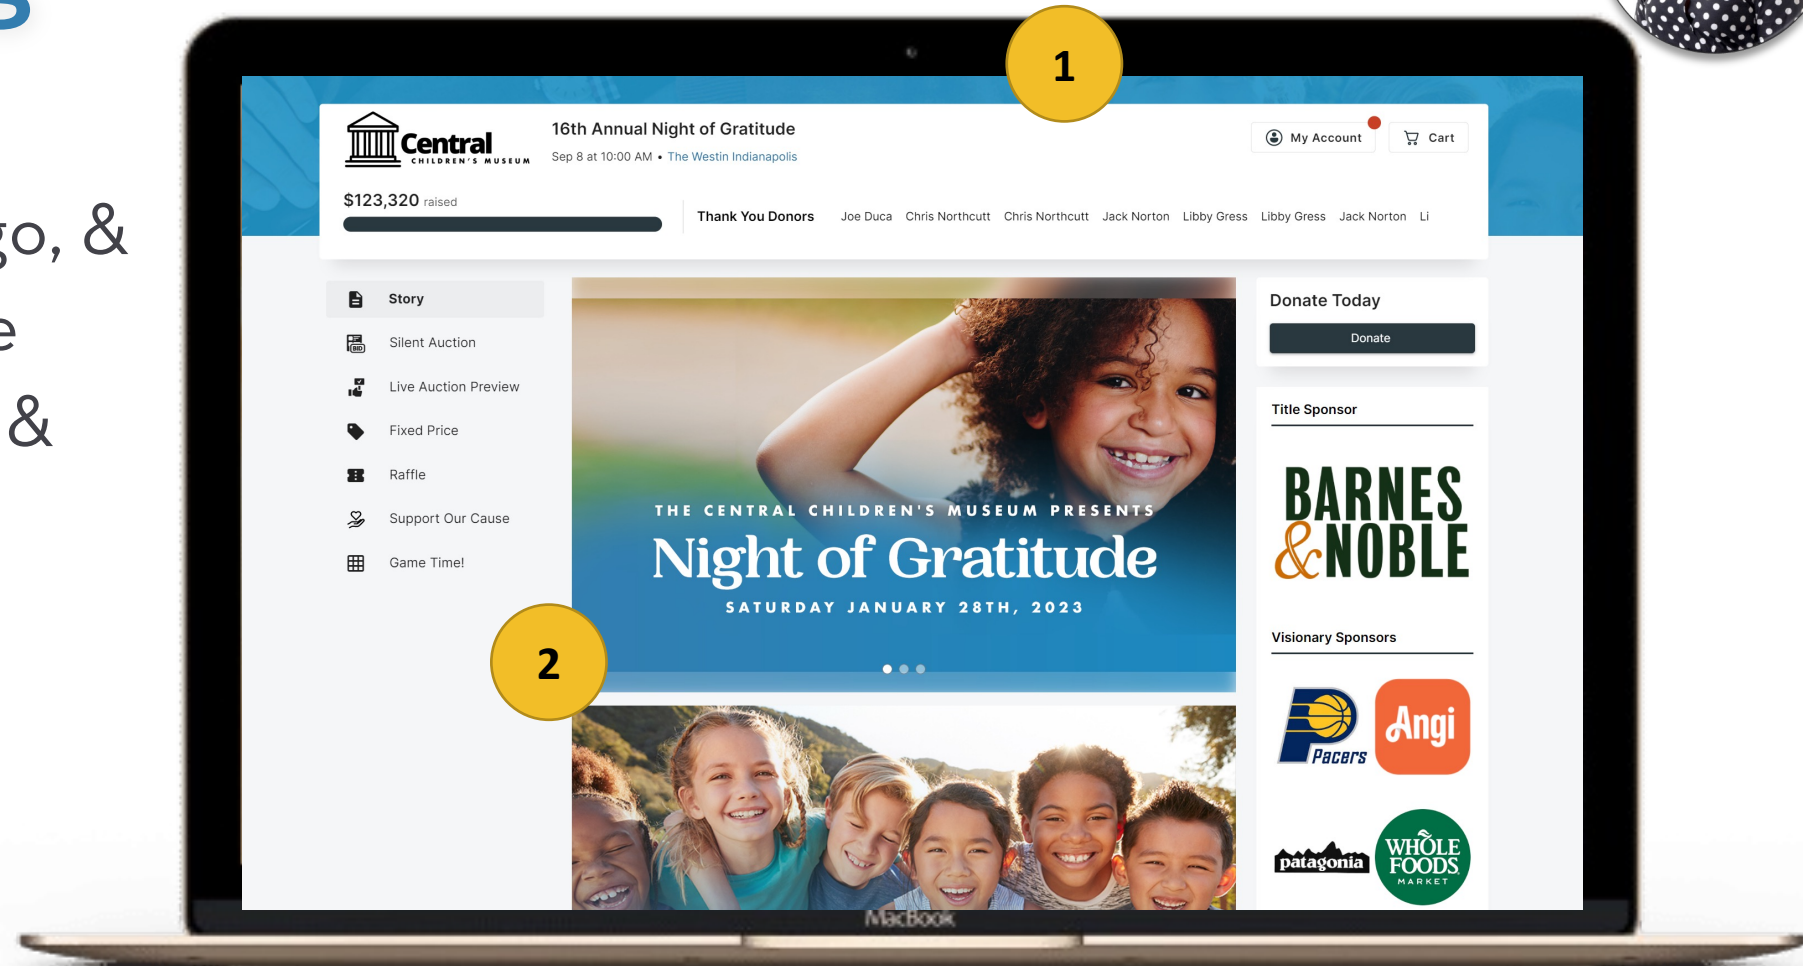 s
go, &
e
&
1
Central
CHILDREN'S MUSEUM
16th Annual Night of Gratitude
Sep 8 at 10:00 AM • The Westin Indianapolis
My Account
Cart
$123,320 raised
Thank You Donors Joe Duca Chris Northcutt Chris Northcutt Jack Norton Libby Gress Libby Gress Jack Norton Li
Story
Silent Auction
Live Auction Preview
Fixed Price
Raffle
Support Our Cause
Game Time!
2
BID
THE CENTRAL CHILDREN'S MUSEUM PRESENTS
Night of Gratitude
SATURDAY JANUARY 28TH, 2023
Donate Today
Donate
Title Sponsor
BARNES
&NOBLE
Visionary Sponsors
Pacers
Angi
patagonia
WHÕLE
FOODS
MARKET
MacBook